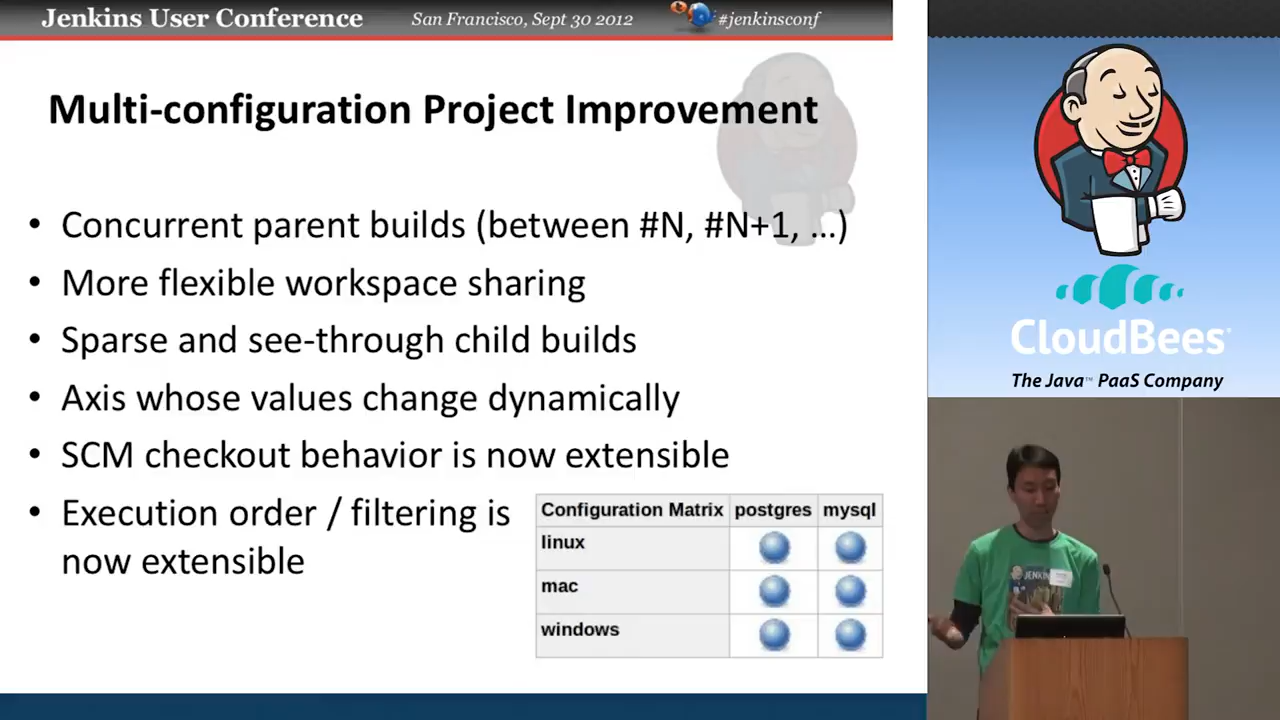 Jenkins User Conference San Francisco, Sept 30 2012 #jenkinsconf
Multi-configuration Project Improvement
• Concurrent parent builds (between #N, #N+1, ...)
• More flexible workspace sharing
• Sparse and see-through child builds
• Axis whose values change dynamically
• SCM checkout behavior is now extensible
• Execution order / filtering is
now extensible
Configuration Matrix postgres mysql
linux
mac
windows
CloudBees
The Java™ PaaS Company
JENKINS